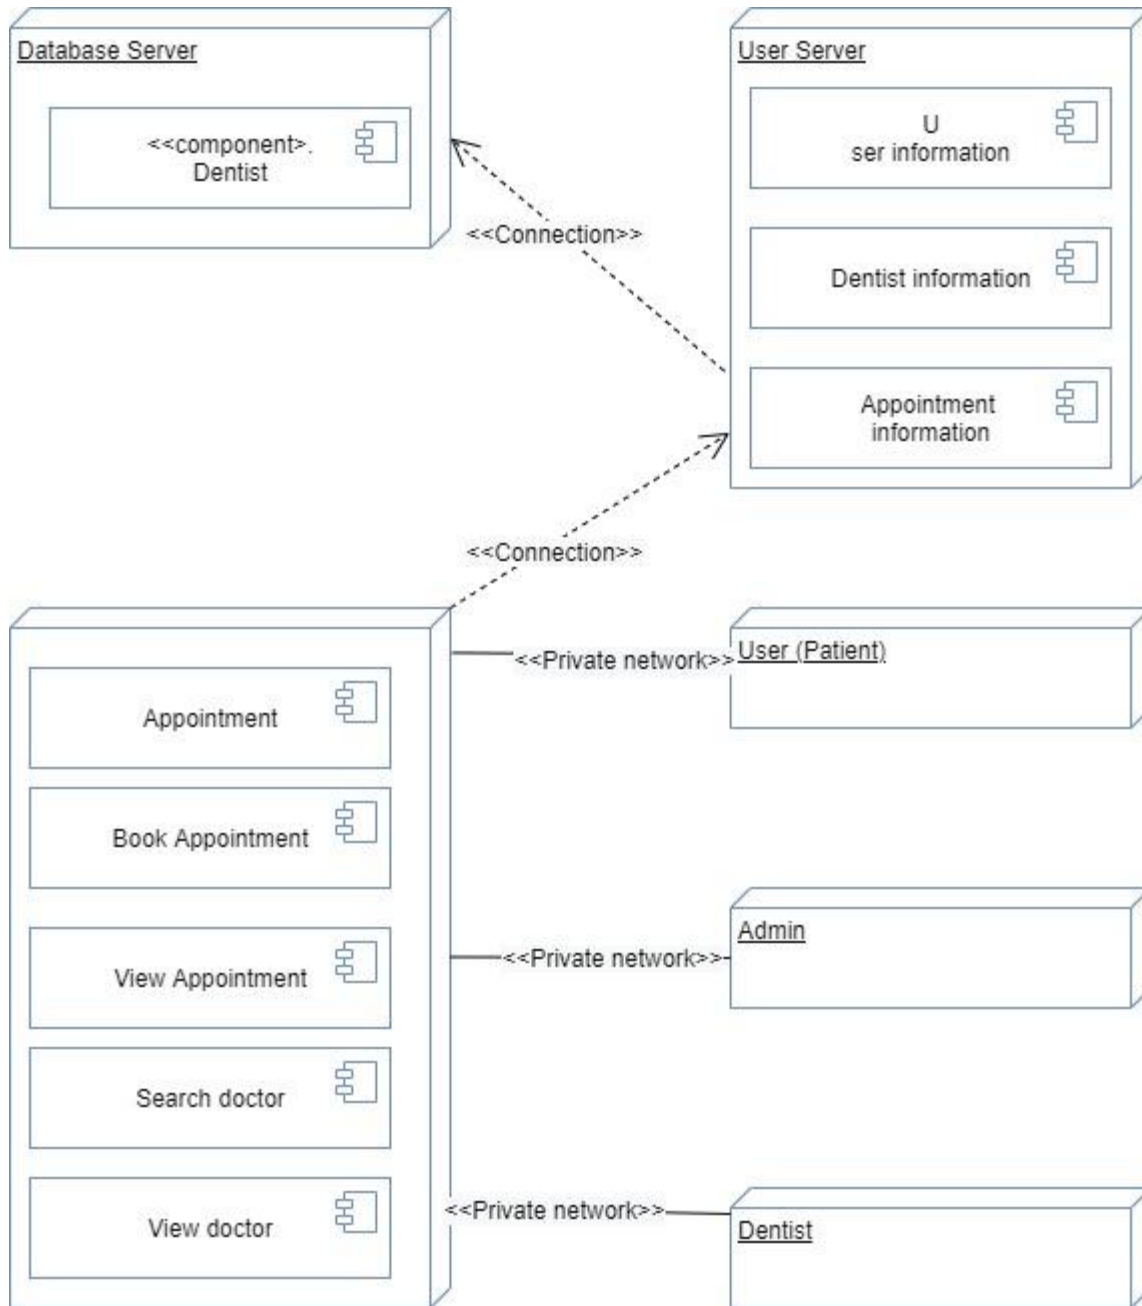 Database Server
<<component>.
Dentist
User Server
U
ser information
Dentist information
Appointment
information
<<Connection>>
<<Connection>>
Appointment
Book Appointment
View Appointment
Search doctor
View doctor
<<Private network>>
User (Patient)
<<Private network>>
Admin
<<Private network>>
Dentist